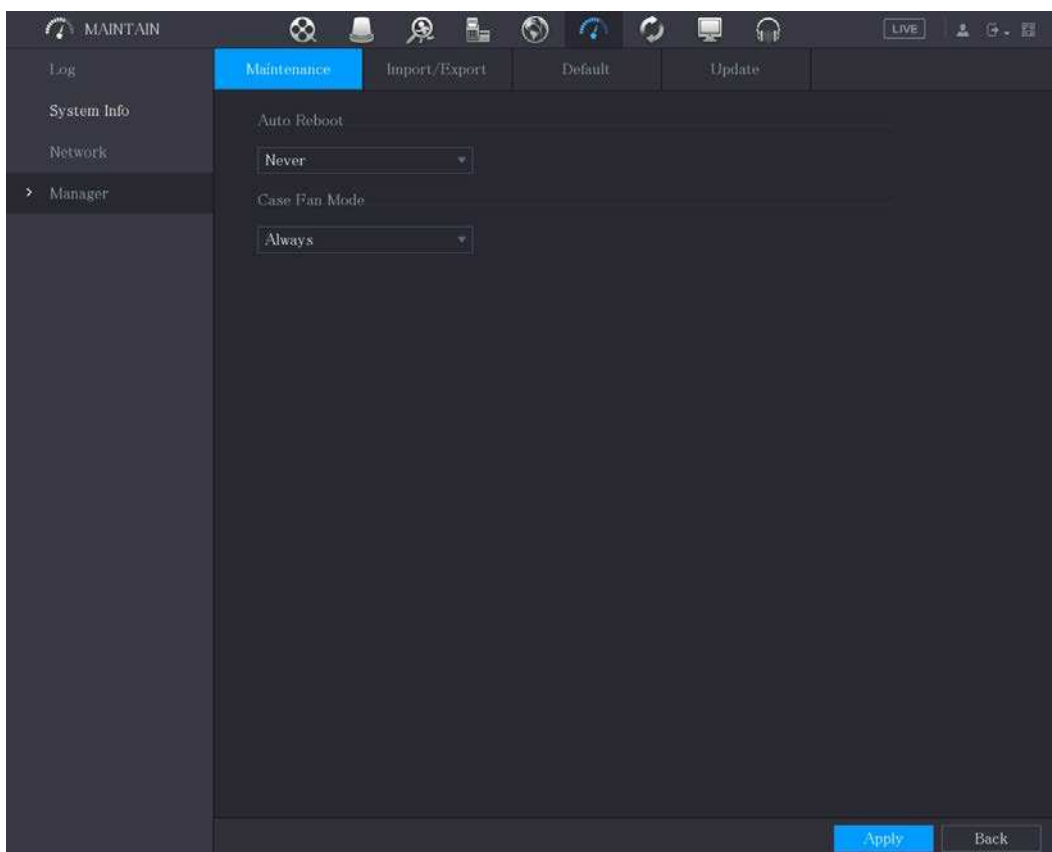 MAINTAIN
LIVE
Log
System Info
Network
Manager
Maintenance
Import/Export
Default
Update
Auto Reboot
Never
Case Fan Mode
Always
Apply
Back